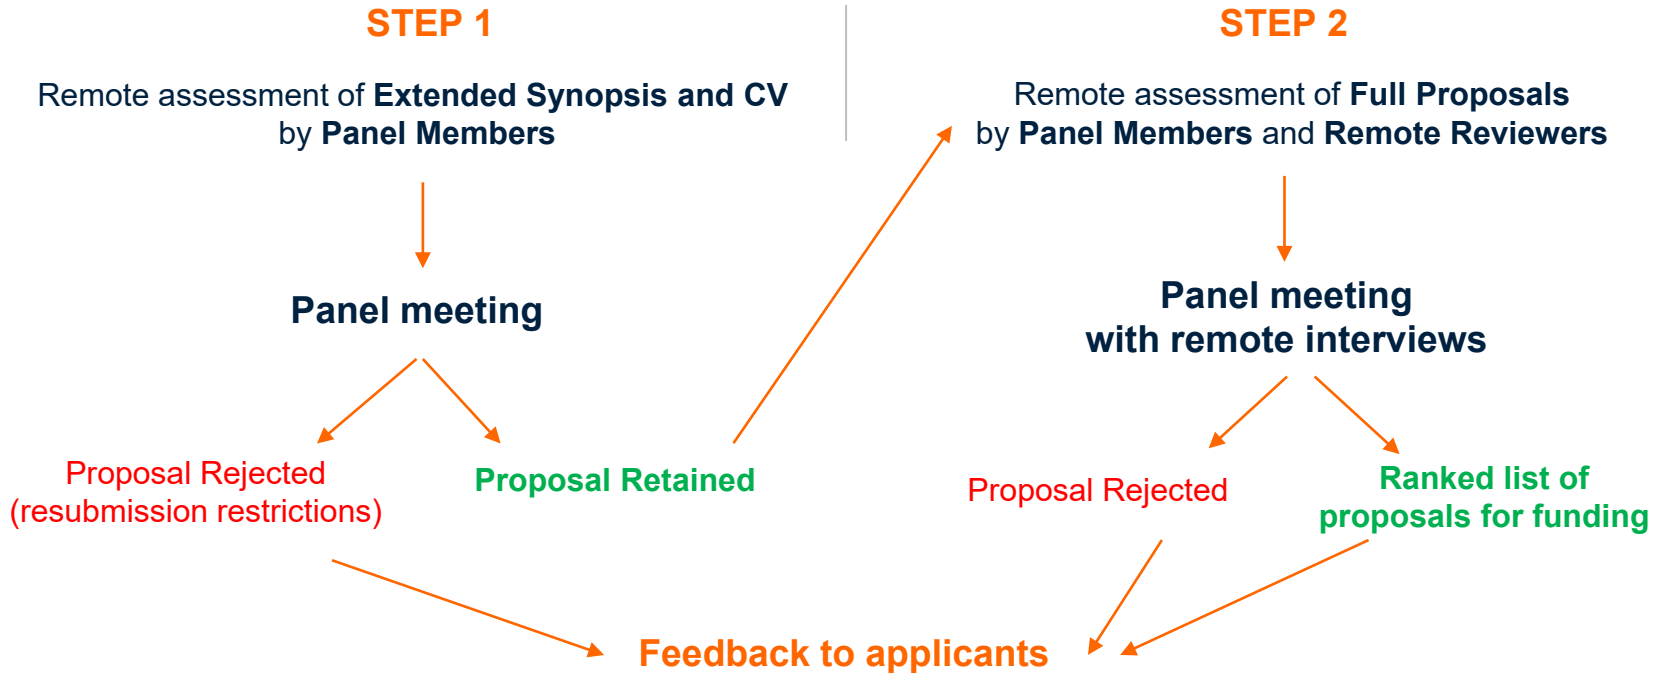 STEP 1
Remote assessment of Extended Synopsis and CV
by Panel Members
Panel meeting
Proposal Rejected
(resubmission restrictions)
Proposal Retained
STEP 2
Remote assessment of Full Proposals
by Panel Members and Remote Reviewers
Panel meeting
with remote interviews
Proposal Rejected
Ranked list of
proposals for funding
Feedback to applicants